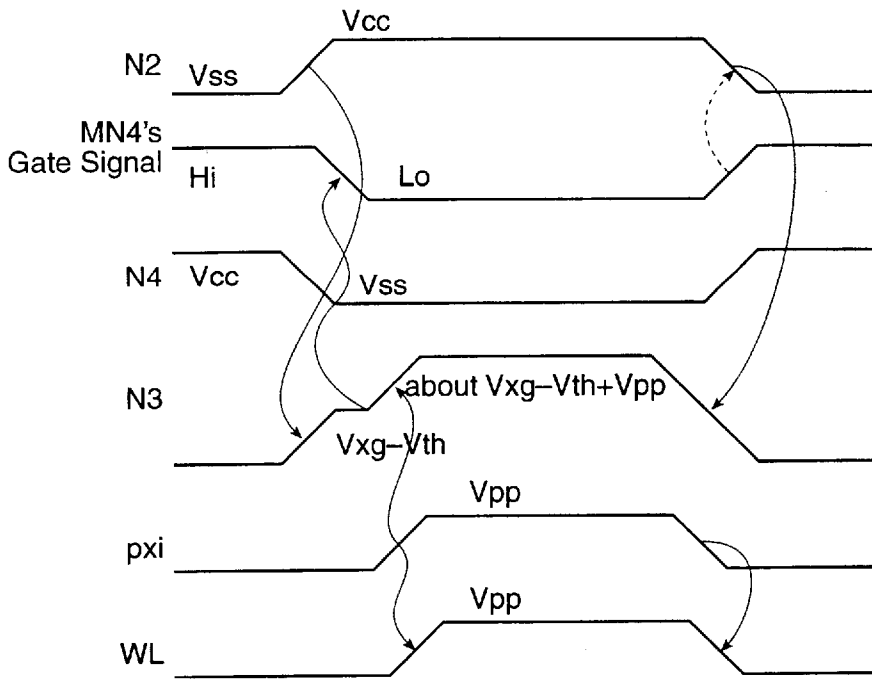 Vcc
N2
Vss
MN4's
Gate Signal
Hi
Lo
N4
Vcc
Vss
N3
about Vxg–Vth+Vpp
Vxg–Vth
Vpp
pxi
Vpp
WL